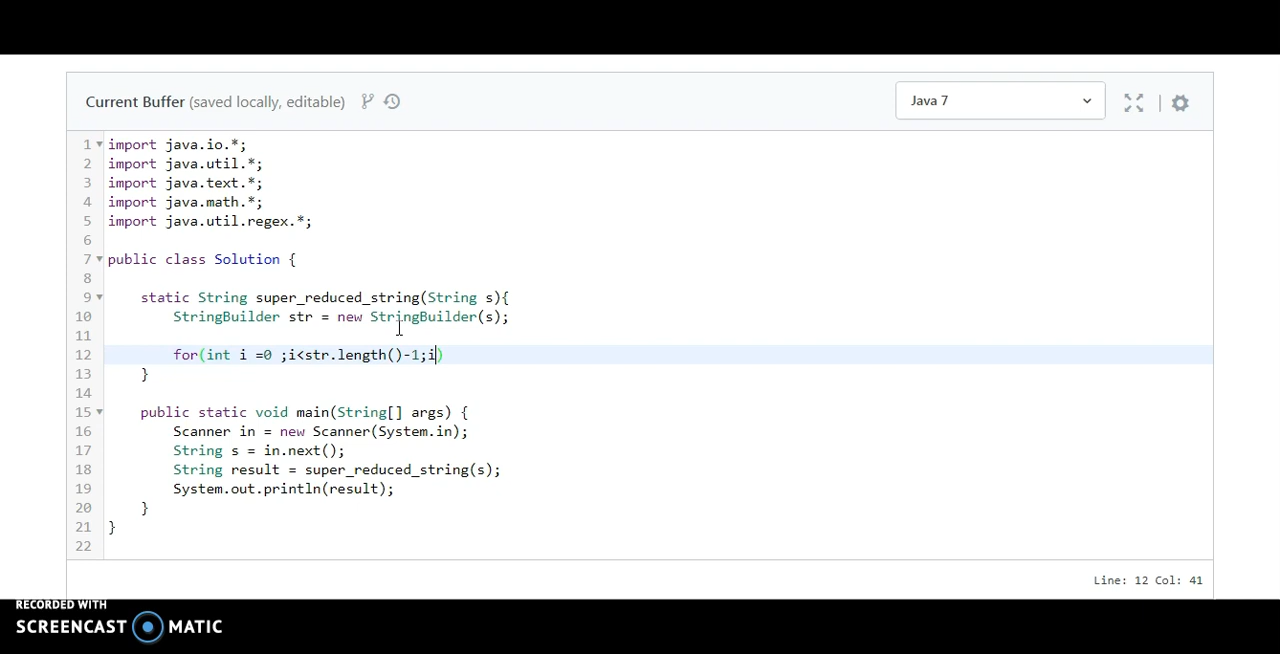 Current Buffer (saved locally, editable)
Java 7
1 import java.io.*;
2 import java.util.*;
3 import java.text.*;
4 import java.math.*;
5 import java.util.regex.*;
6
7 public class Solution {
8
9 static String super_reduced_string(String s){
10 StringBuilder str = new StringBuilder(s);
11
12 for(int i =0 ;i<str.length()-1;i)
13 }
14
15 public static void main(String[] args) {
16 Scanner in = new Scanner(System.in);
17 String s = in.next();
18 String result = super_reduced_string(s);
19 System.out.println(result);
20 }
21 }
22
Line: 12 Col: 41
RECORDED WITH
SCREENCAST MATIC